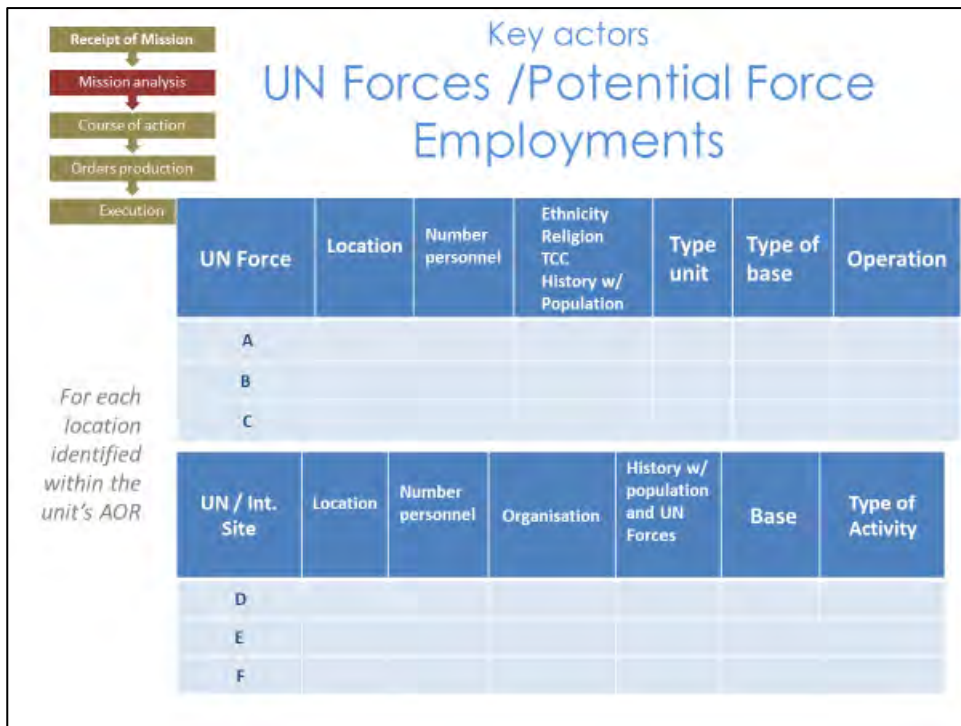 Receipt of Mission
Mission analysis
Course of action
Orders production
Execution
Key actors
UN Forces /Potential Force
Employments
For each
location
identified
within the
unit's AOR
UN Force
Location
Number
personnel
Ethnicity
Religion
TCC
History w/
Population
Type
unit
Type of
base
Operation
A
B
C
UN / Int.
Site
Location
Number
personnel
Organisation
History w/
population
and UN
Forces
Base
Type of
Activity
D
E
F